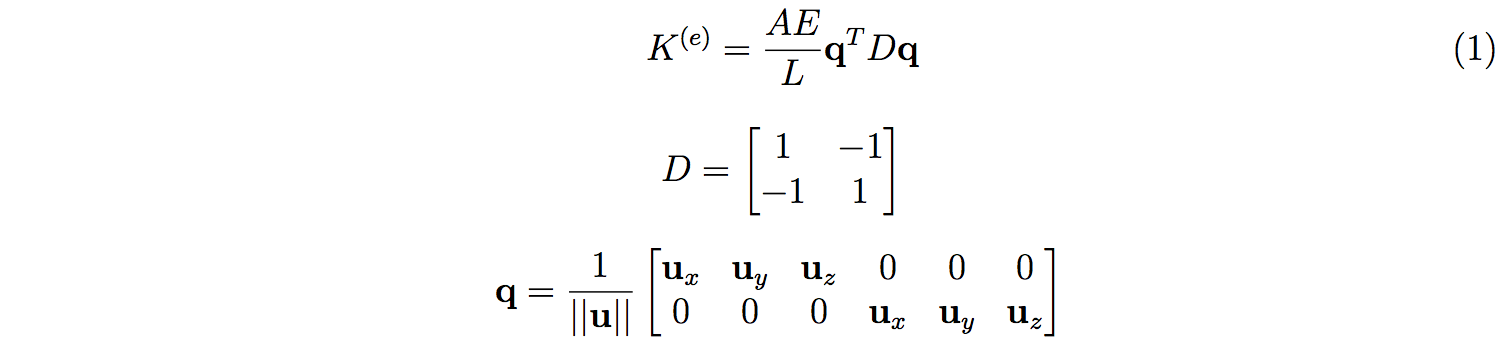 $$K^{(e)} = \frac{AE}{L}\mathbf{q}^T D\mathbf{q} \quad (1)$$
$$D = \begin{bmatrix} 1 & -1 \\ -1 & 1 \end{bmatrix}$$
$$\mathbf{q} = \frac{1}{||\mathbf{u}||} \begin{bmatrix} \mathbf{u}_x & \mathbf{u}_y & \mathbf{u}_z & 0 & 0 & 0 \\ 0 & 0 & 0 & \mathbf{u}_x & \mathbf{u}_y & \mathbf{u}_z \end{bmatrix}$$